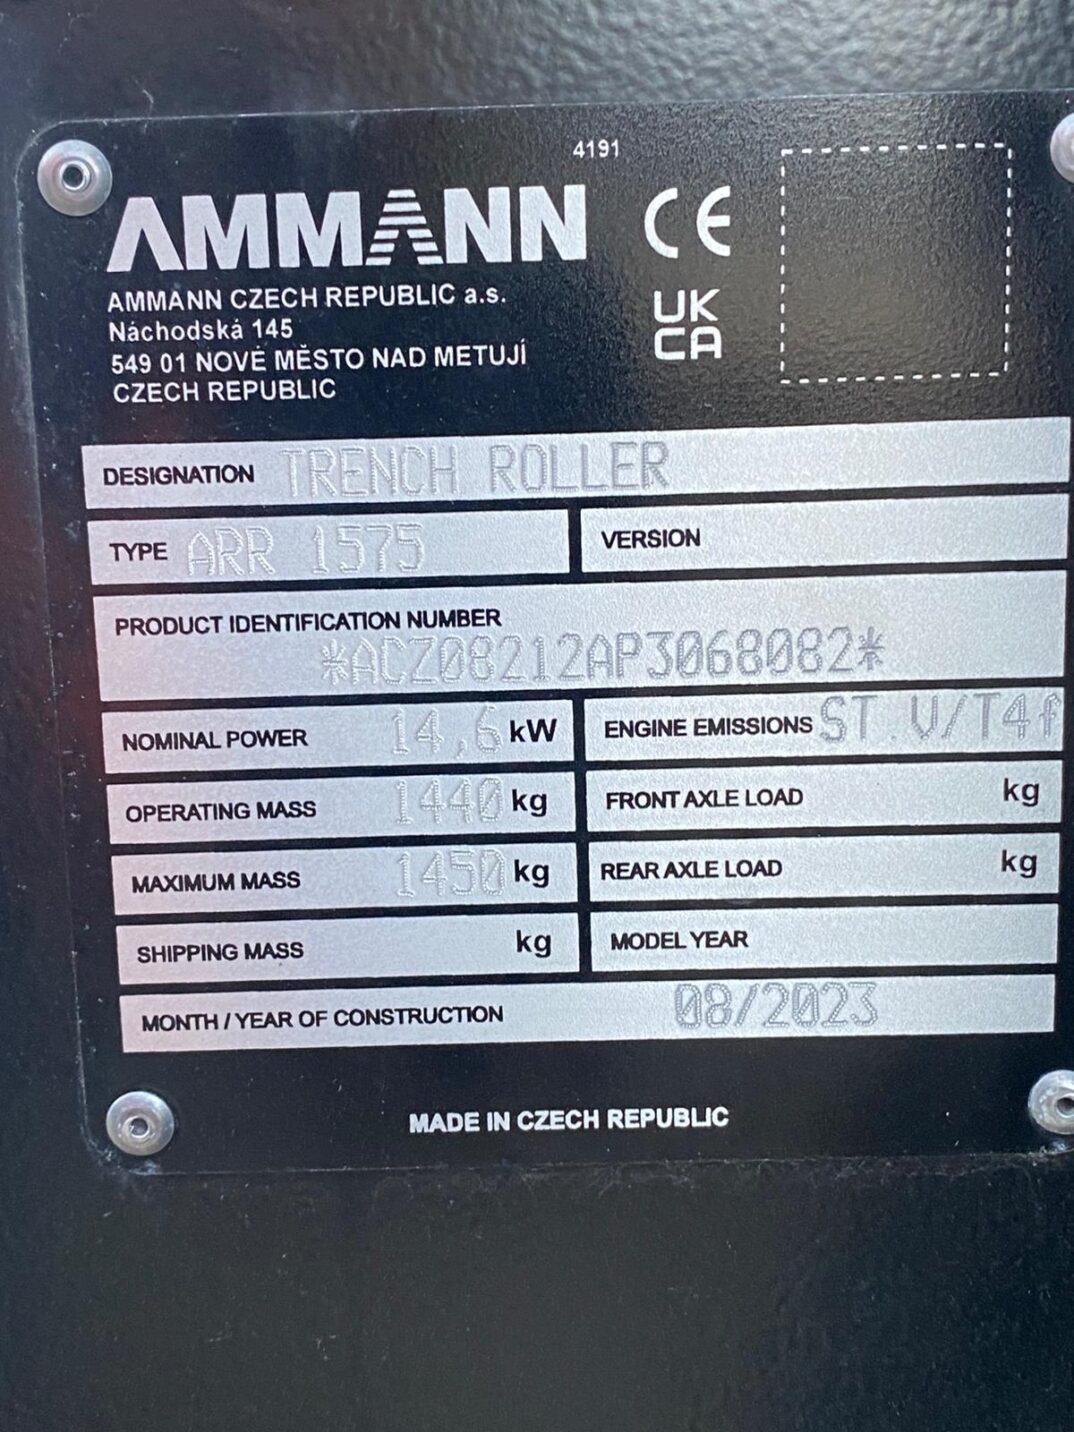 4191
AMMANN CE
AMMANN CZECH REPUBLIC a.s.
Náchodská 145
549 01 NOVÉ MĚSTO NAD METUJÍ
CZECH REPUBLIC
UK
CA
DESIGNATION TRENCH ROLLER
TYPE ARR 1575 VERSION
PRODUCT IDENTIFICATION NUMBER
*ACZ08212AP3068082*
NOMINAL POWER 14,6 kW ENGINE EMISSIONS ST.V/T4f
OPERATING MASS 1440 kg FRONT AXLE LOAD kg
MAXIMUM MASS 1450 kg REAR AXLE LOAD kg
SHIPPING MASS kg MODEL YEAR
MONTH / YEAR OF CONSTRUCTION 08/2023
MADE IN CZECH REPUBLIC